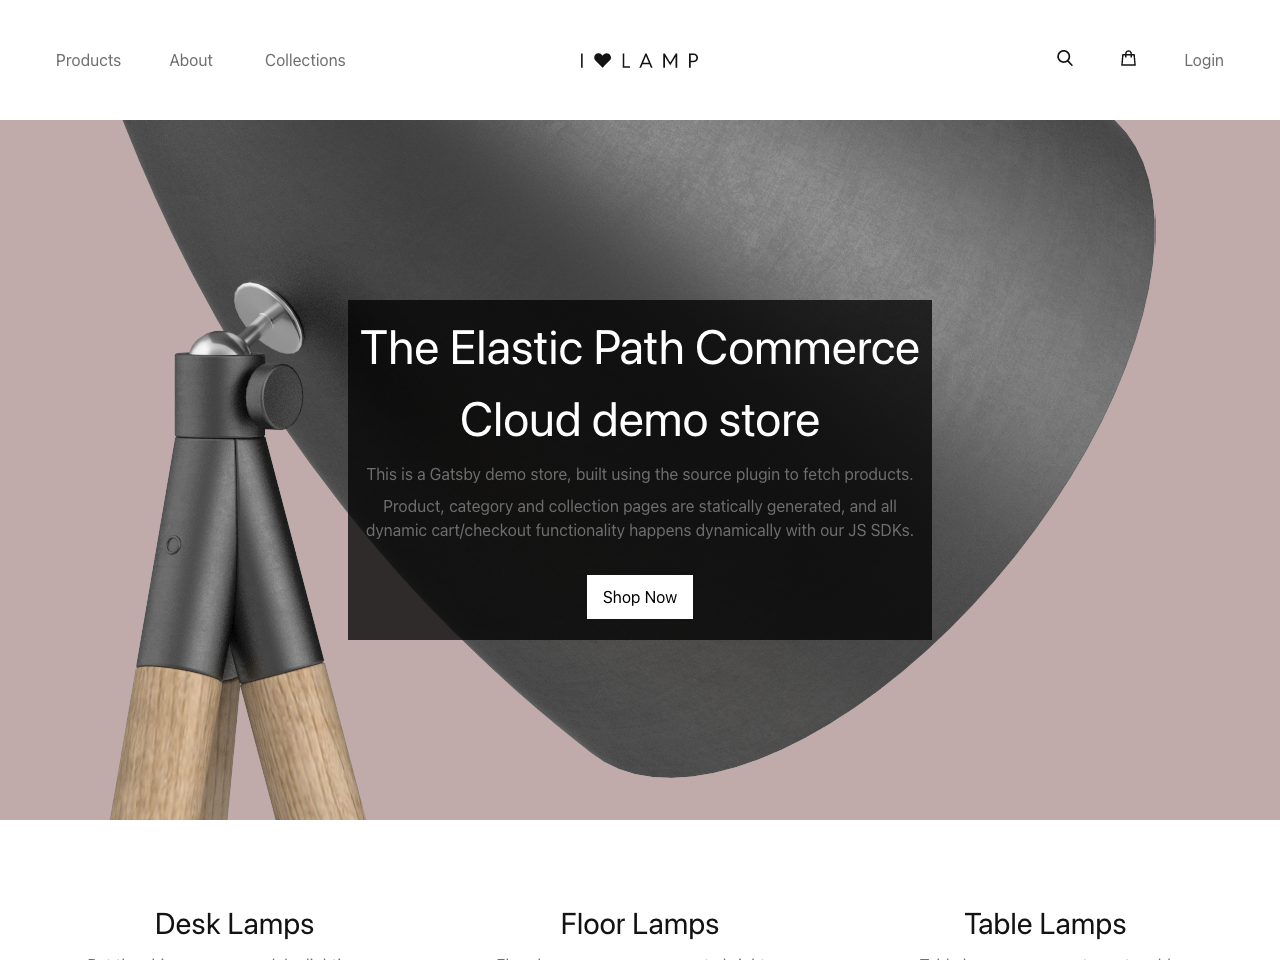 Products About Collections I ♥ LAMP Login
The Elastic Path Commerce
Cloud demo store
This is a Gatsby demo store, built using the source plugin to fetch products.
Product, category and collection pages are statically generated, and all
dynamic cart/checkout functionality happens dynamically with our JS SDKs.
Shop Now
Desk Lamps Floor Lamps Table Lamps